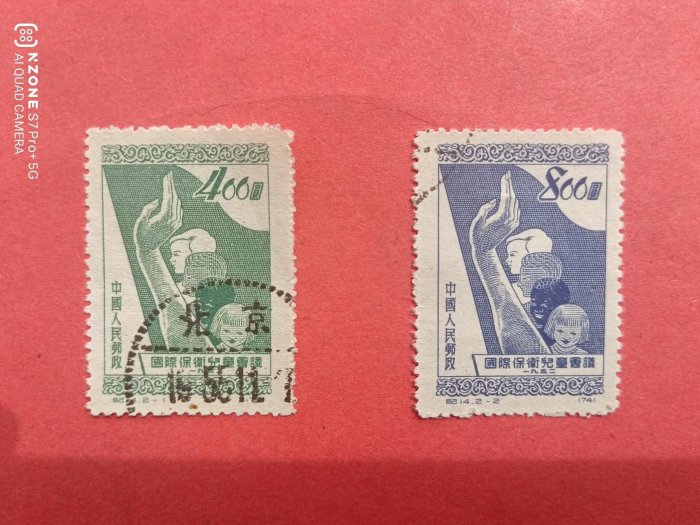 NZONE S7 Pro+ 5G
AI QUAD CAMERA
400圓
中國人民郵政
北京
國際保衛兒童會議
800圓
中國人民郵政
國際保衛兒童會議
一九五二
紀14.2-2
(74)